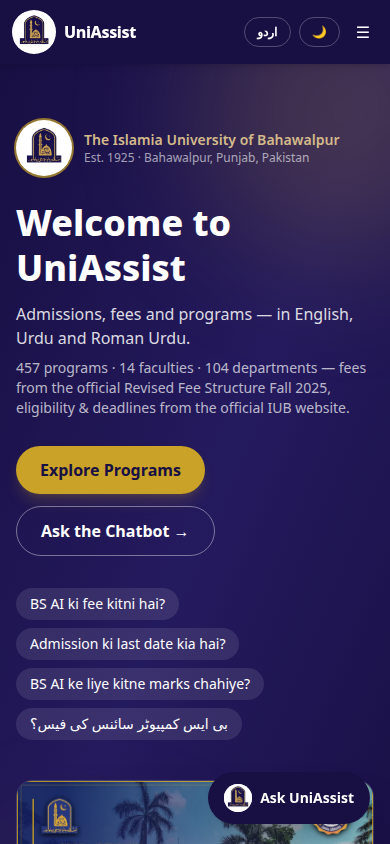 UniAssist
اردو
The Islamia University of Bahawalpur
Est. 1925 · Bahawalpur, Punjab, Pakistan
Welcome to
UniAssist
Admissions, fees and programs — in English,
Urdu and Roman Urdu.
457 programs · 14 faculties · 104 departments — fees
from the official Revised Fee Structure Fall 2025,
eligibility & deadlines from the official IUB website.
Explore Programs
Ask the Chatbot →
BS AI ki fee kitni hai?
Admission ki last date kia hai?
BS AI ke liye kitne marks chahiye?
بی ایس کمپیوٹر سائنس کی فیس؟
Ask UniAssist